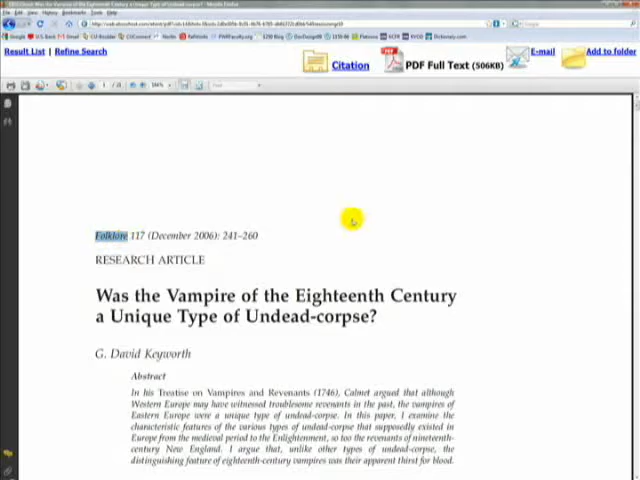 Result List | Refine Search
Citation
PDF Full Text (506KB)
E-mail
Add to folder
Folklore 117 (December 2006): 241–260
RESEARCH ARTICLE
Was the Vampire of the Eighteenth Century
a Unique Type of Undead-corpse?
G. David Keyworth
Abstract
In his Treatise on Vampires and Revenants (1746), Calmet argued that although
Western Europe may have witnessed troublesome revenants in the past, the vampires of
Eastern Europe were a unique type of undead-corpse. In this paper, I examine the
characteristic features of the various types of undead-corpse that supposedly existed in
Europe from the medieval period to the Enlightenment, so too the revenants of nineteenth-
century New England. I argue that, unlike other types of undead-corpse, the
distinguishing feature of eighteenth-century vampires was their apparent thirst for blood.